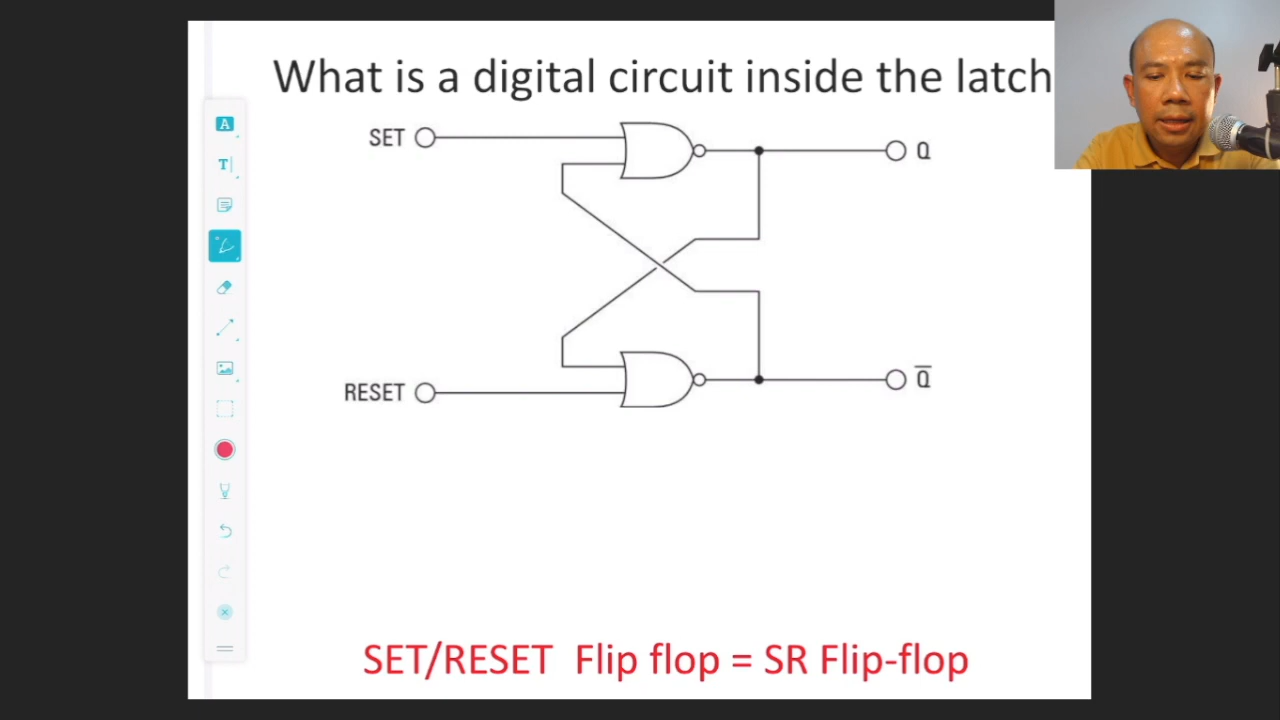 What is a digital circuit inside the latch
SET
Q
RESET
Q̅
SET/RESET Flip flop = SR Flip-flop
A
T